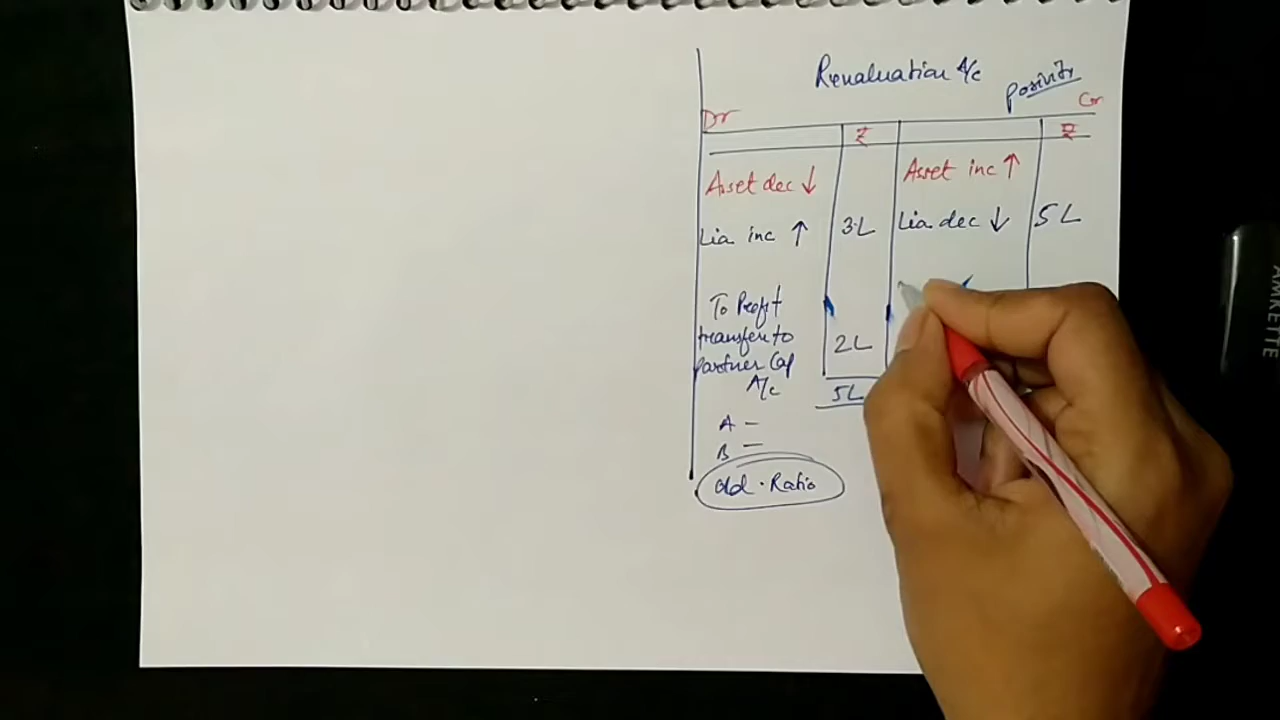 Revaluation A/c
positive
Dr
Cr
₹
₹
Asset dec ↓
Asset inc ↑
Lia inc ↑
3L
Lia dec ↓
5L
To Profit
transfer to
partner Cap
A/c
2L
5L
A –
B –
old . Ratio
AMKETTE